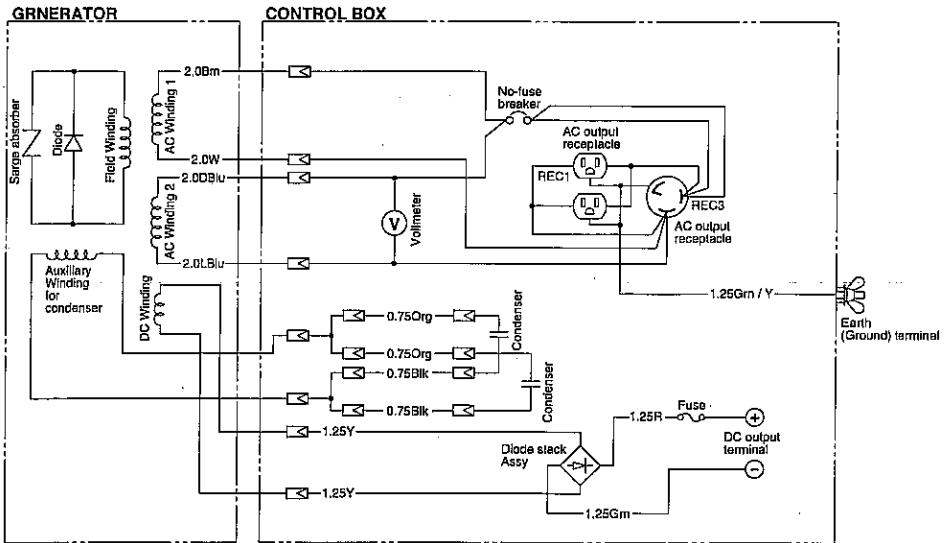 GRNERATOR
CONTROL BOX
Sarge absorber
Diode
Field Winding
AC Winding 1
AC Winding 2
2.0Bm
2.0W
2.0DBlu
2.0LBlu
Auxiliary
Winding
for
condenser
DC Winding
V
Vollmeter
No-fuse
breaker
AC output
receptacle
REC1
REC3
AC output
receptacle
1.25Grn / Y
Earth
(Ground) terminal
0.75Org
0.75Org
0.75Blk
0.75Blk
Condenser
Condenser
1.25Y
1.25Y
Diode stack
Assy
1.25R
Fuse
+
DC output
terminal
−
1.25Gm